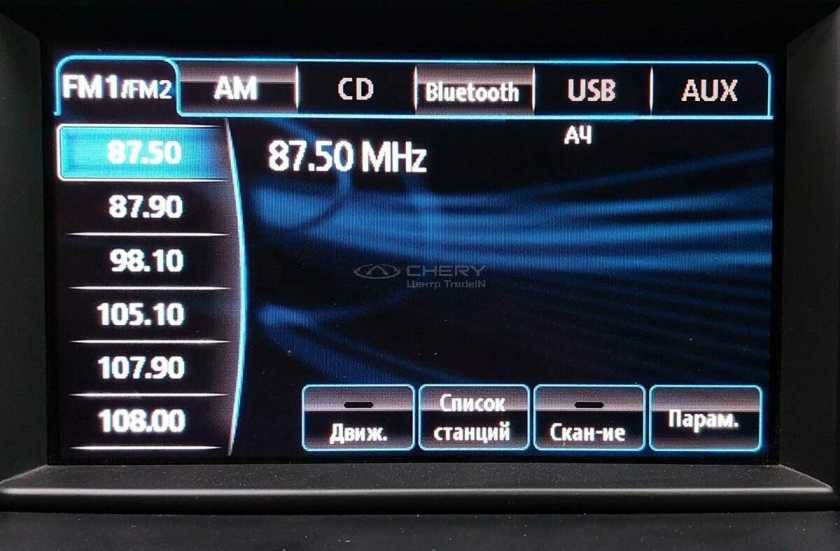 FM1/FM2 AM CD Bluetooth USB AUX
АЧ
87.50 87.50 MHz
87.90
98.10
CHERY
Центр TradeIN
105.10
107.90
108.00
Движ. Список станций Скан-ие Парам.